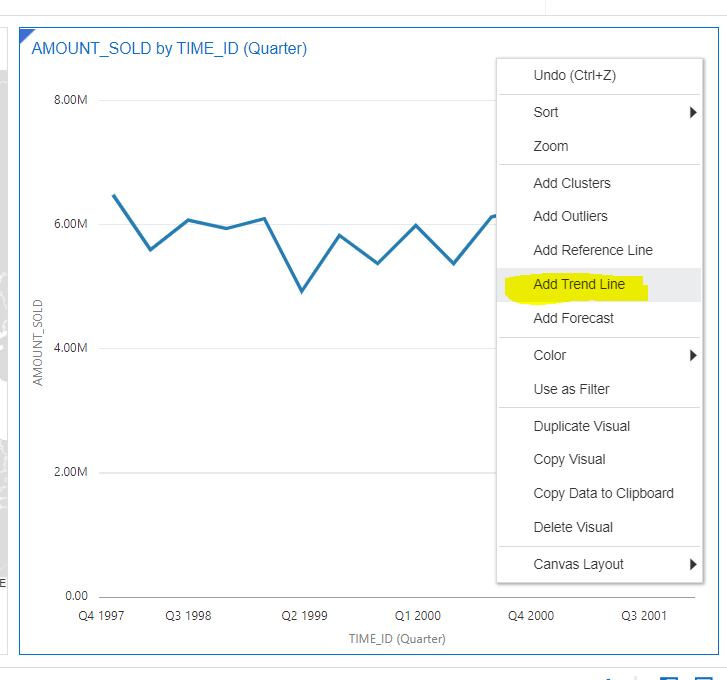 AMOUNT_SOLD by TIME_ID (Quarter)
Undo (Ctrl+Z)
Sort
Zoom
Add Clusters
Add Outliers
Add Reference Line
Add Trend Line
Add Forecast
Color
Use as Filter
Duplicate Visual
Copy Visual
Copy Data to Clipboard
Delete Visual
Canvas Layout
8.00M
6.00M
4.00M
2.00M
0.00
AMOUNT_SOLD
Q4 1997 Q3 1998 Q2 1999 Q1 2000 Q4 2000 Q3 2001
TIME_ID (Quarter)
E